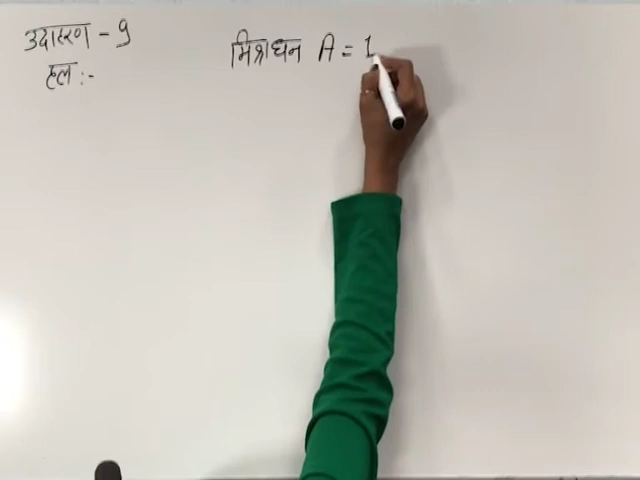 उदाहरण - 9
मिश्रधन A = 1
हल :-